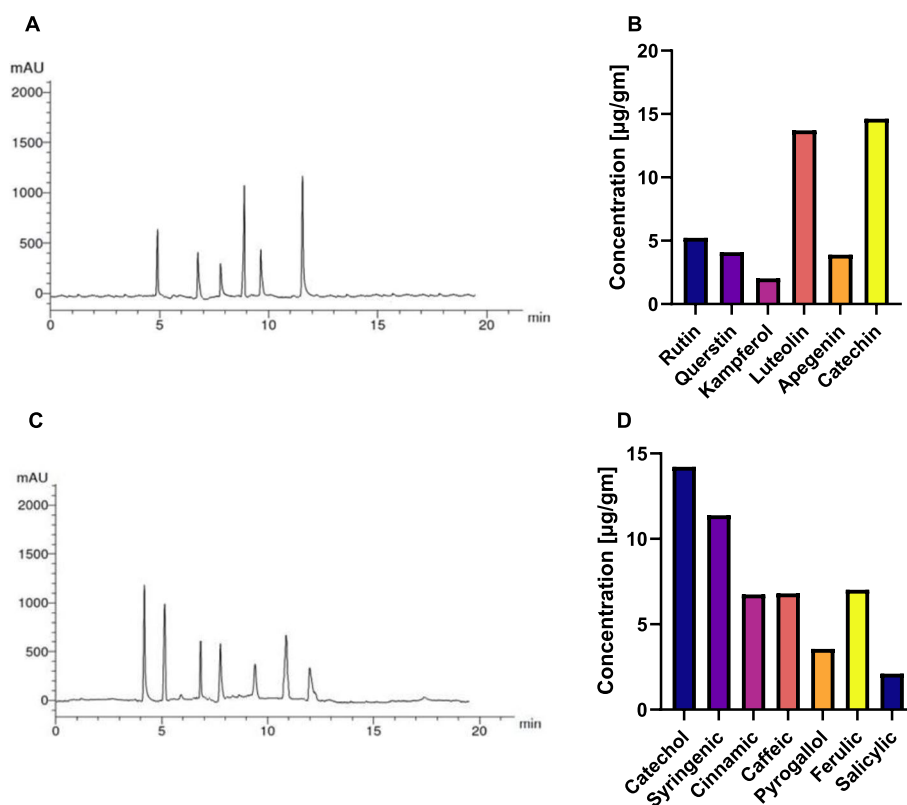 A
mAU
2000
1500
1000
500
0
0 5 10 15 20
min
B
Concentration [µg/gm]
20
15
10
5
0
Rutin
Querstin
Kampferol
Luteolin
Apegenin
Catechin
C
mAU
2000
1500
1000
500
0
0 5 10 15 20
min
D
Concentration [µg/gm]
15
10
5
0
Catechol
Syringenic
Cinnamic
Caffeic
Pyrogallol
Ferulic
Salicylic